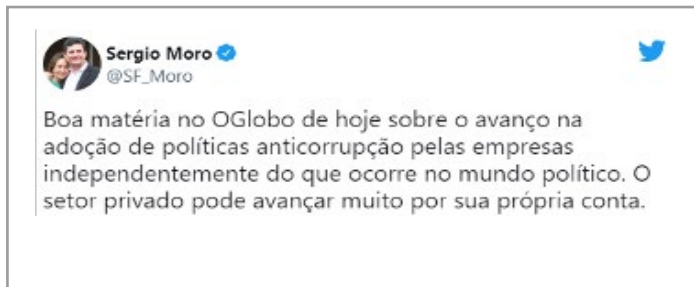 Sergio Moro
@SF_Moro
Boa matéria no OGlobo de hoje sobre o avanço na
adoção de políticas anticorrupção pelas empresas
independentemente do que ocorre no mundo político. O
setor privado pode avançar muito por sua própria conta.